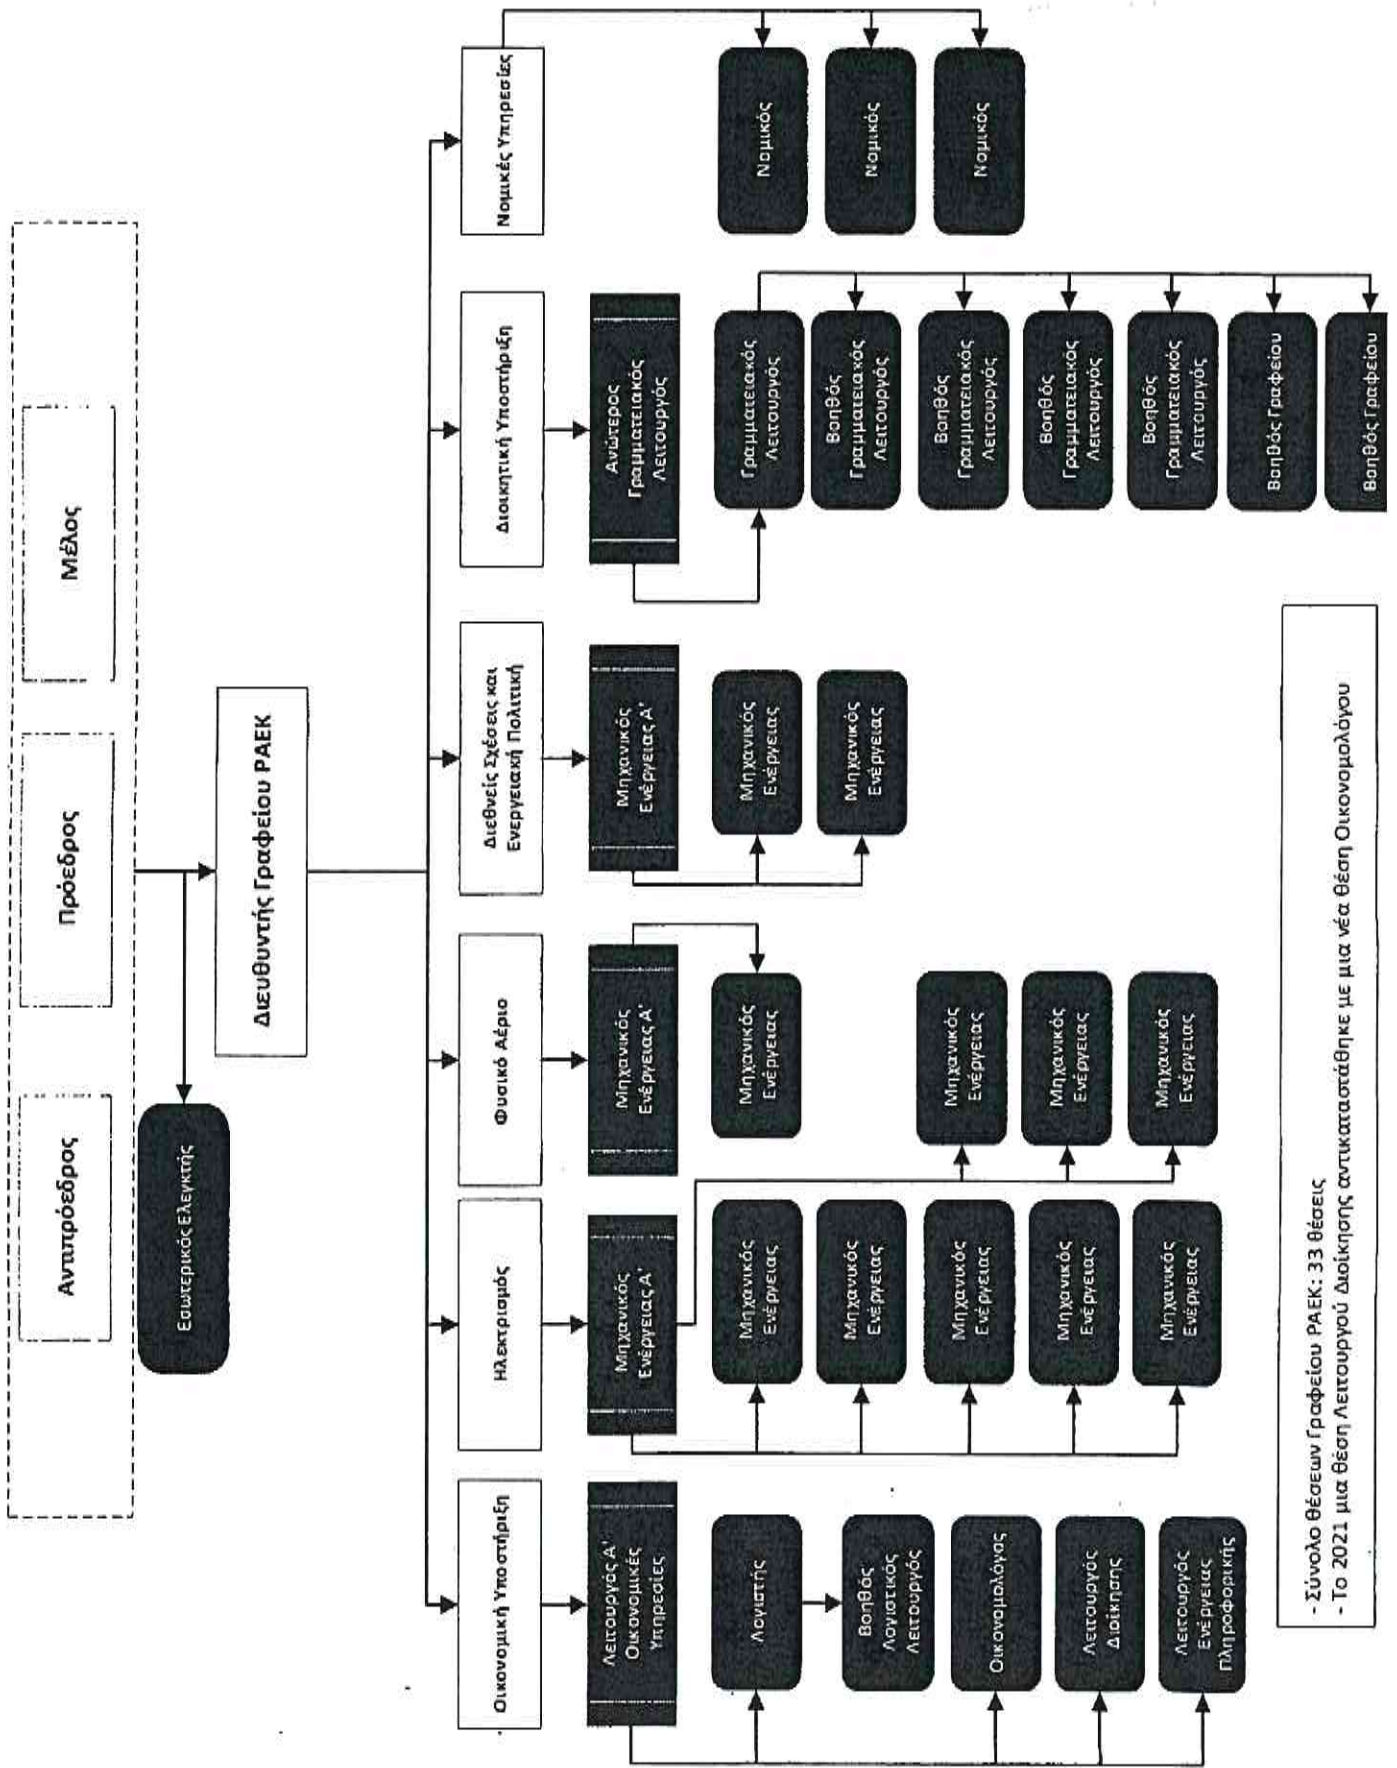 Αντιπρόεδρος
Πρόεδρος
Μέλος
Εσωτερικός Ελεγκτής
Διευθυντής Γραφείου ΡΑΕΚ
Οικονομική Υποστήριξη
Ηλεκτρισμός
Φυσικό Αέριο
Διεθνείς Σχέσεις και
Ενεργειακή Πολιτική
Διοικητική Υποστήριξη
Νομικές Υπηρεσίες
Λειτουργός Α'
Οικονομικές
Υπηρεσίες
Μηχανικός
Ενέργειας Α'
Μηχανικός
Ενέργειας Α'
Μηχανικός
Ενέργειας Α'
Ανώτερος
Γραμματειακός
Λειτουργός
Λογιστής
Βοηθός
Λογιστικός
Λειτουργός
Οικονομολόγος
Λειτουργός
Διοίκησης
Λειτουργός
Ενέργειας
Πληροφορικής
Μηχανικός
Ενέργειας
Μηχανικός
Ενέργειας
Μηχανικός
Ενέργειας
Μηχανικός
Ενέργειας
Μηχανικός
Ενέργειας
Μηχανικός
Ενέργειας
Μηχανικός
Ενέργειας
Μηχανικός
Ενέργειας
Μηχανικός
Ενέργειας
Μηχανικός
Ενέργειας
Μηχανικός
Ενέργειας
Γραμματειακός
Λειτουργός
Βοηθός
Γραμματειακός
Λειτουργός
Βοηθός
Γραμματειακός
Λειτουργός
Βοηθός
Γραμματειακός
Λειτουργός
Βοηθός
Γραμματειακός
Λειτουργός
Βοηθός Γραφείου
Βοηθός Γραφείου
Νομικός
Νομικός
Νομικός
- Σύνολο θέσεων Γραφείου ΡΑΕΚ: 33 θέσεις
- Το 2021 μια θέση Λειτουργού Διοίκησης αντικαταστάθηκε με μια νέα θέση Οικονομολόγου